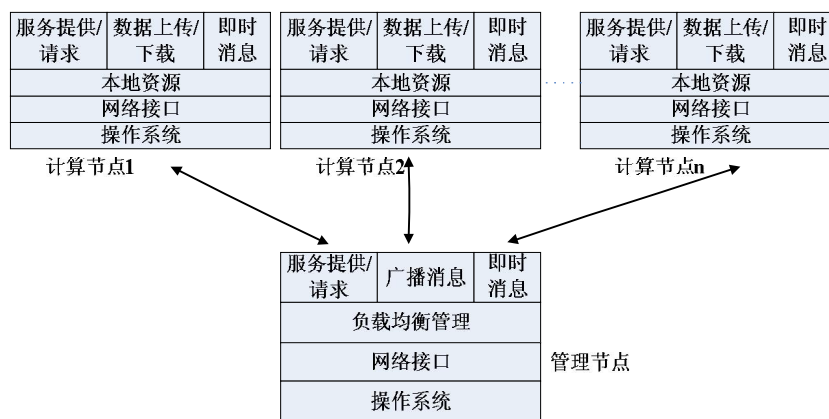 服务提供/请求
数据上传/下载
即时消息
本地资源
网络接口
操作系统
计算节点1
服务提供/请求
数据上传/下载
即时消息
本地资源
网络接口
操作系统
计算节点2
服务提供/请求
数据上传/下载
即时消息
本地资源
网络接口
操作系统
计算节点n
服务提供/请求
广播消息
即时消息
负载均衡管理
网络接口
操作系统
管理节点